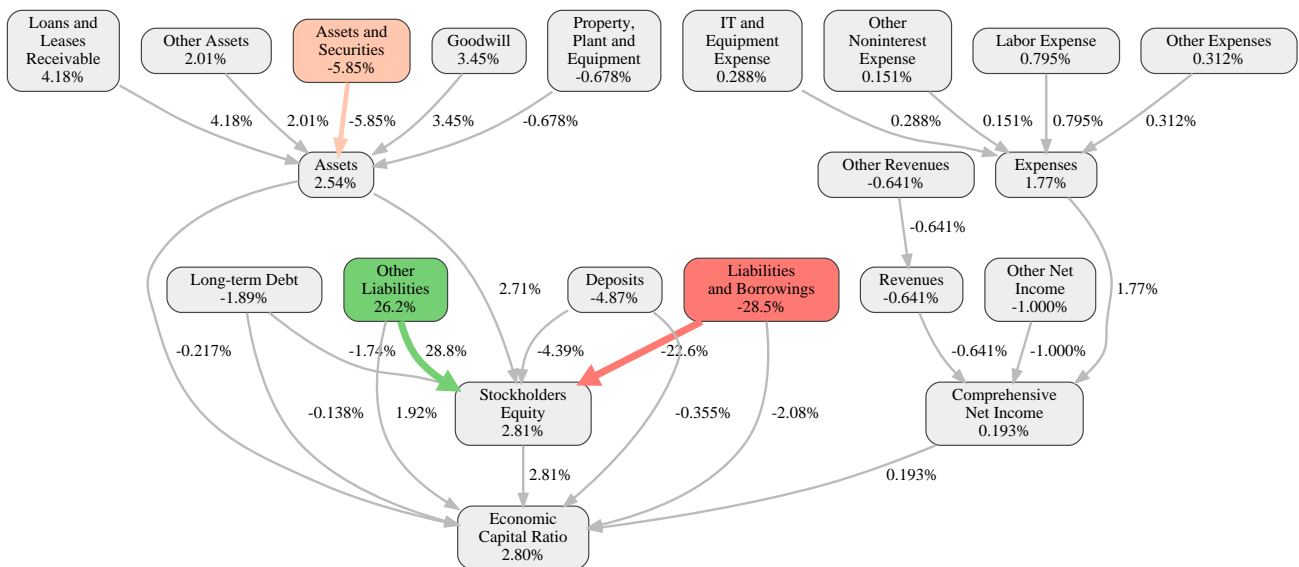 Loans and
Leases
Receivable
4.18%
Other Assets
2.01%
Assets and
Securities
-5.85%
Goodwill
3.45%
Property,
Plant and
Equipment
-0.678%
IT and
Equipment
Expense
0.288%
Other
Noninterest
Expense
0.151%
Labor Expense
0.795%
Other Expenses
0.312%
4.18%
2.01%
-5.85%
3.45%
-0.678%
0.288%
0.151%
0.795%
0.312%
Assets
2.54%
Other Revenues
-0.641%
Expenses
1.77%
-0.641%
Long-term Debt
-1.89%
Other
Liabilities
26.2%
Deposits
-4.87%
Liabilities
and Borrowings
-28.5%
Revenues
-0.641%
Other Net
Income
-1.000%
2.71%
1.77%
-0.217%
-1.74%
28.8%
-4.39%
-22.6%
-0.641%
-1.000%
-0.138%
1.92%
Stockholders
Equity
2.81%
-0.355%
-2.08%
Comprehensive
Net Income
0.193%
2.81%
0.193%
Economic
Capital Ratio
2.80%